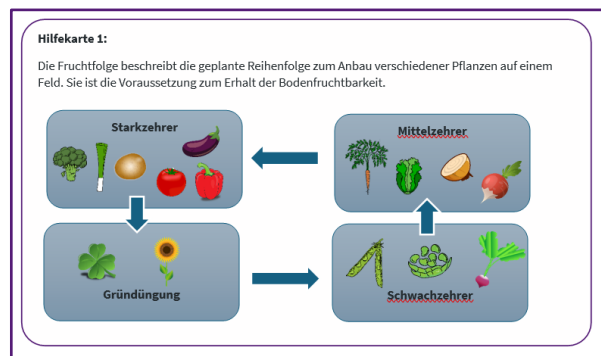 Hilfekarte 1:
Die Fruchtfolge beschreibt die geplante Reihenfolge zum Anbau verschiedener Pflanzen auf einem
Feld. Sie ist die Voraussetzung zum Erhalt der Bodenfruchtbarkeit.
Starkzehrer
Mittelzehrer
Gründüngung
Schwachzehrer